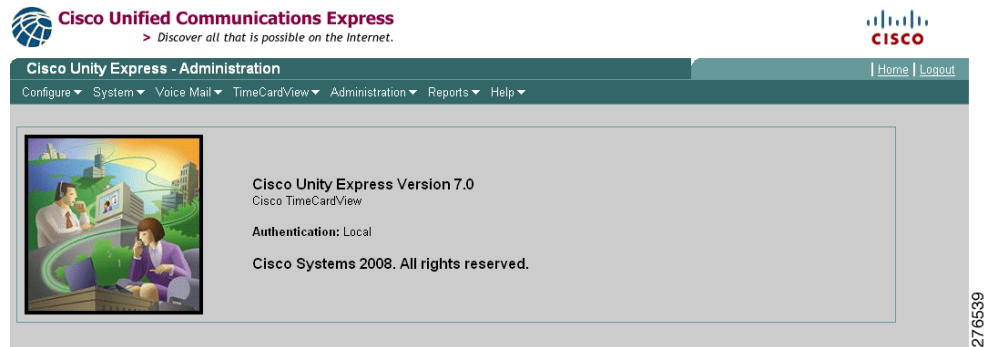 Cisco Unified Communications Express
> Discover all that is possible on the Internet.
CISCO
Cisco Unity Express - Administration
| Home | Logout
Configure System Voice Mail TimeCardView Administration Reports Help
Cisco Unity Express Version 7.0
Cisco TimeCardView
Authentication: Local
Cisco Systems 2008. All rights reserved.
276539